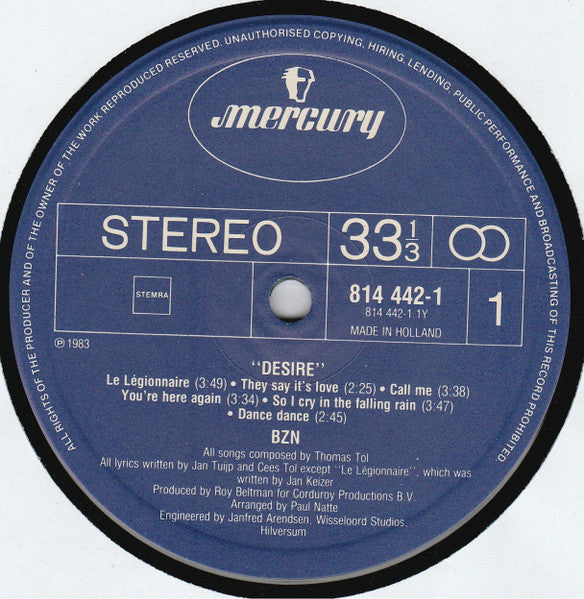 ALL RIGHTS OF THE PRODUCER AND OF THE OWNER OF THE WORK REPRODUCED RESERVED. UNAUTHORISED COPYING, HIRING, LENDING, PUBLIC PERFORMANCE AND BROADCASTING OF THIS RECORD PROHIBITED.
mercury
STEREO 33 1/3
STEMRA
814 442-1
814 442-1.1Y
MADE IN HOLLAND
1
℗ 1983
"DESIRE"
Le Légionnaire (3:49) • They say it's love (2:25) • Call me (3:38)
You're here again (3:34) • So I cry in the falling rain (3:47)
• Dance dance (2:45)
BZN
All songs composed by Thomas Tol
All lyrics written by Jan Tuijp and Cees Tol except "Le Légionnaire", which was
written by Jan Keizer
Produced by Roy Beltman for Corduroy Productions B.V.
Arranged by Paul Natte
Engineered by Janfred Arendsen, Wisseloord Studios,
Hilversum